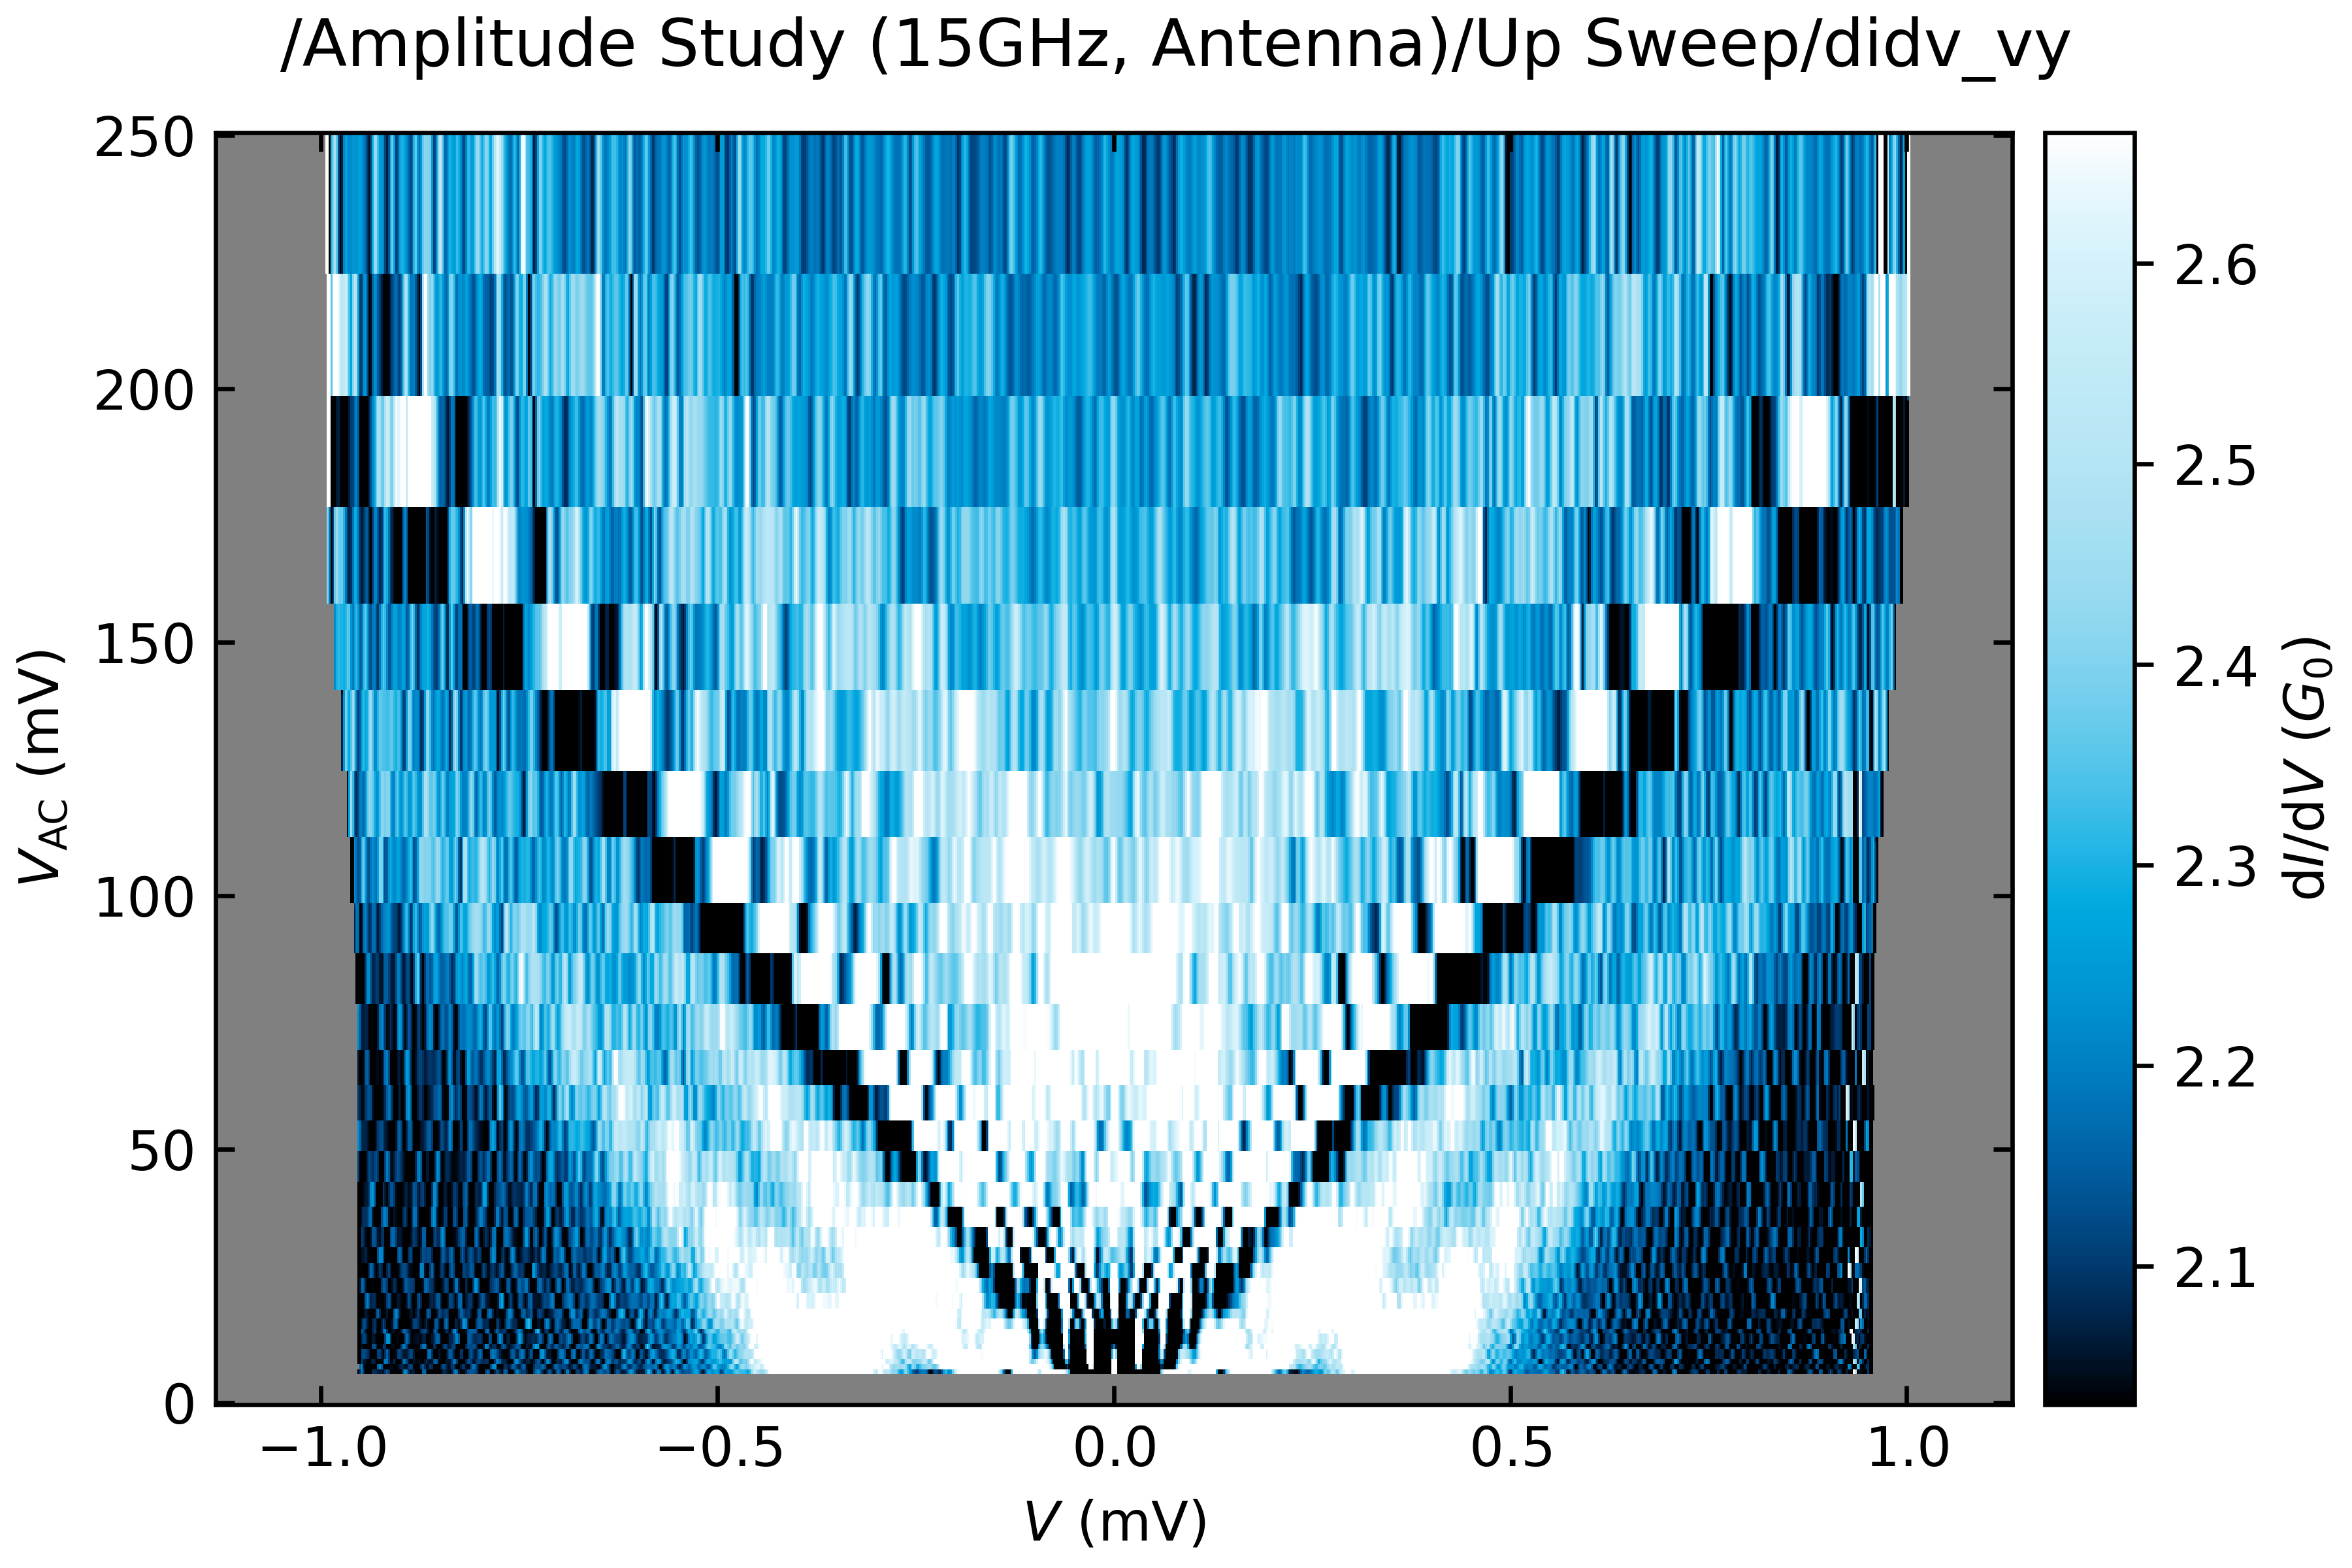 /Amplitude Study (15GHz, Antenna)/Up Sweep/didv_vy
250
200
150
100
50
0
V_AC (mV)
−1.0 −0.5 0.0 0.5 1.0
V (mV)
2.6
2.5
2.4
2.3
2.2
2.1
dI/dV (G₀)